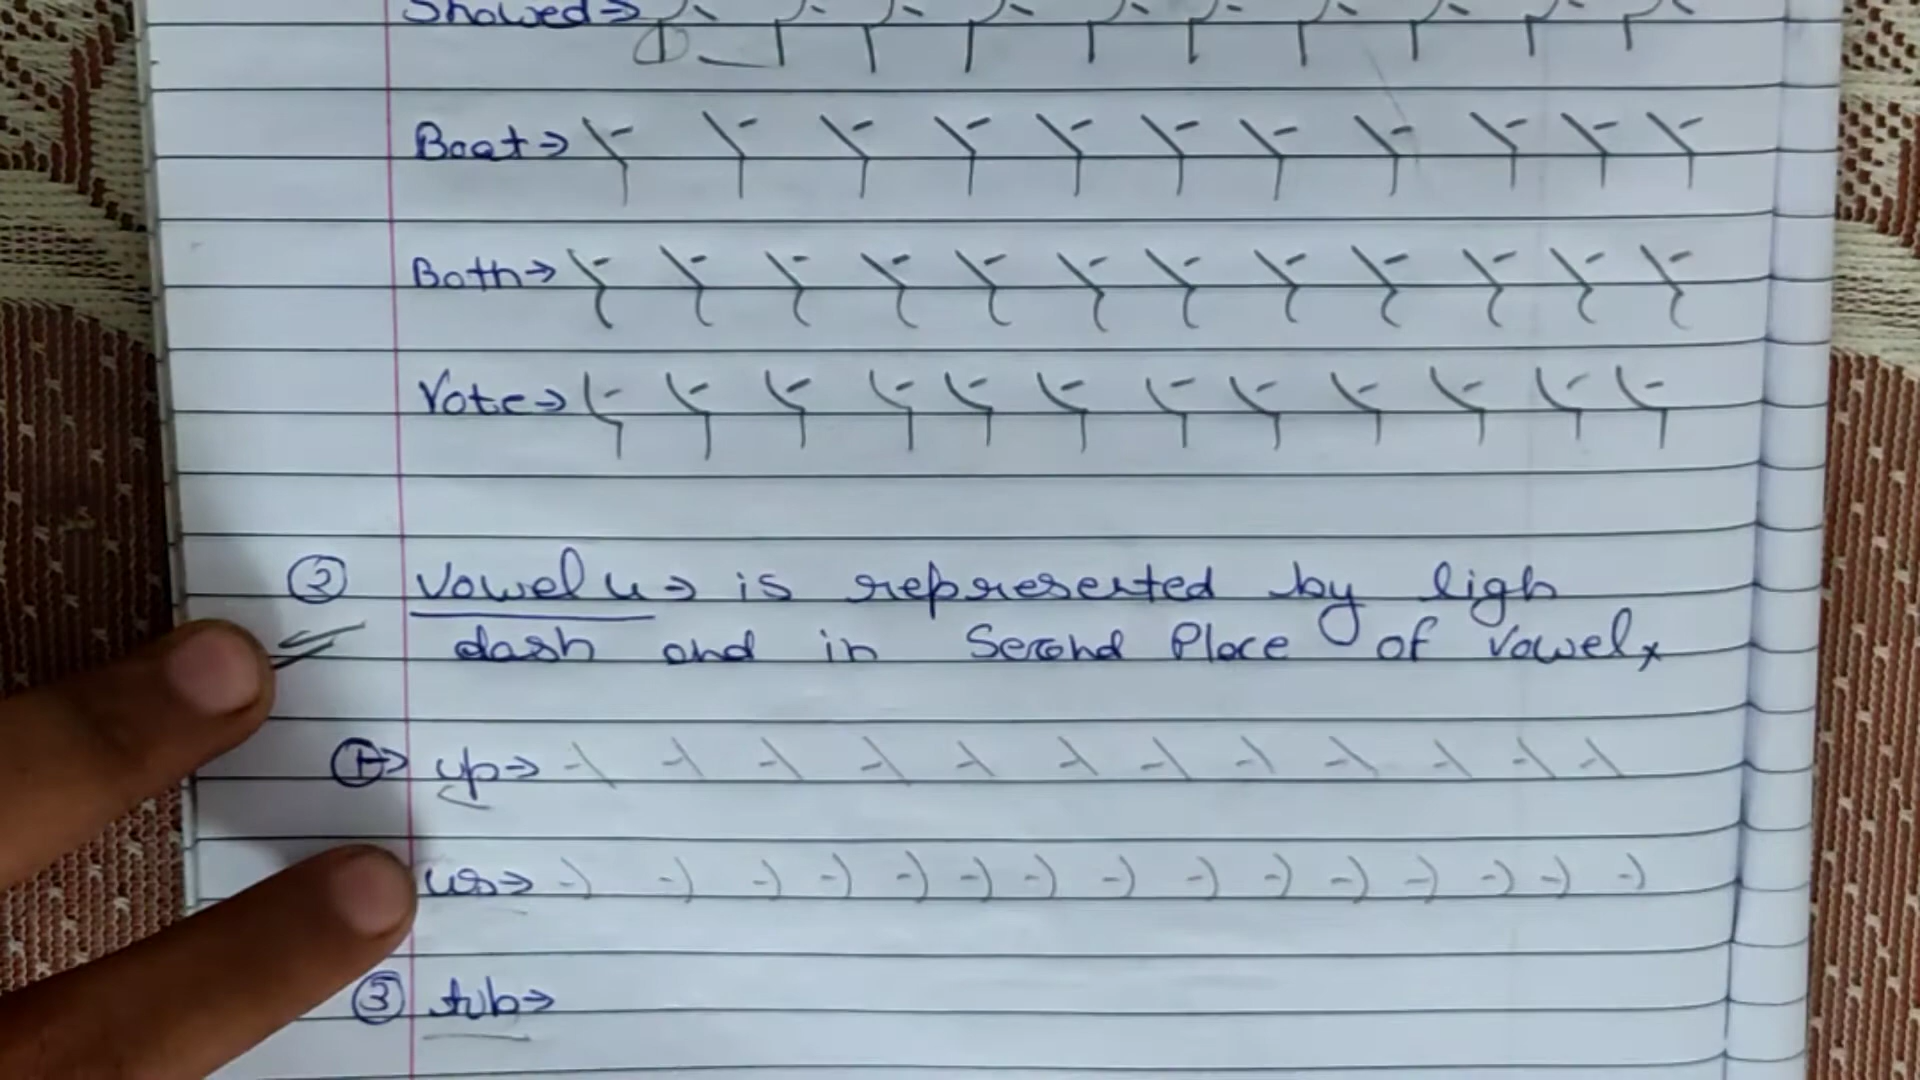 Showed→
Boat→
Both→
Vote→
② Vowel u→ is represented by ligh
dash and in Second Place of Vowelx
①→ up→
us→
③ tub→